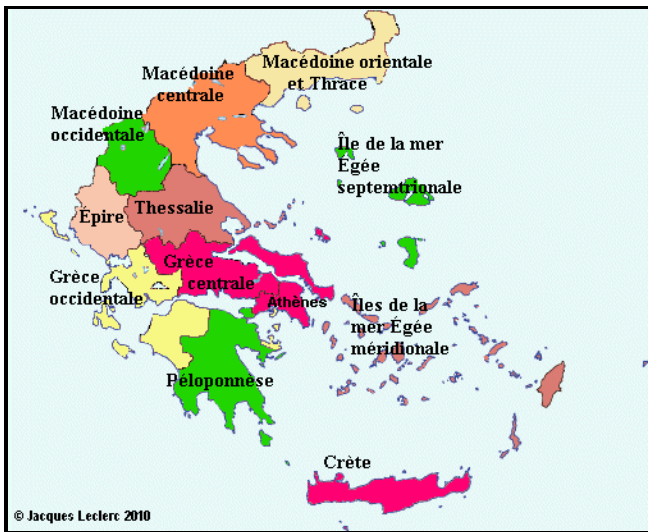 Macédoine orientale
et Thrace
Macédoine
centrale
Macédoine
occidentale
Île de la mer
Égée
septemtrionale
Épire
Thessalie
Grèce
centrale
Grèce
occidentale
Athènes
Îles de la
mer Égée
méridionale
Péloponnèse
Crète
© Jacques Leclerc 2010